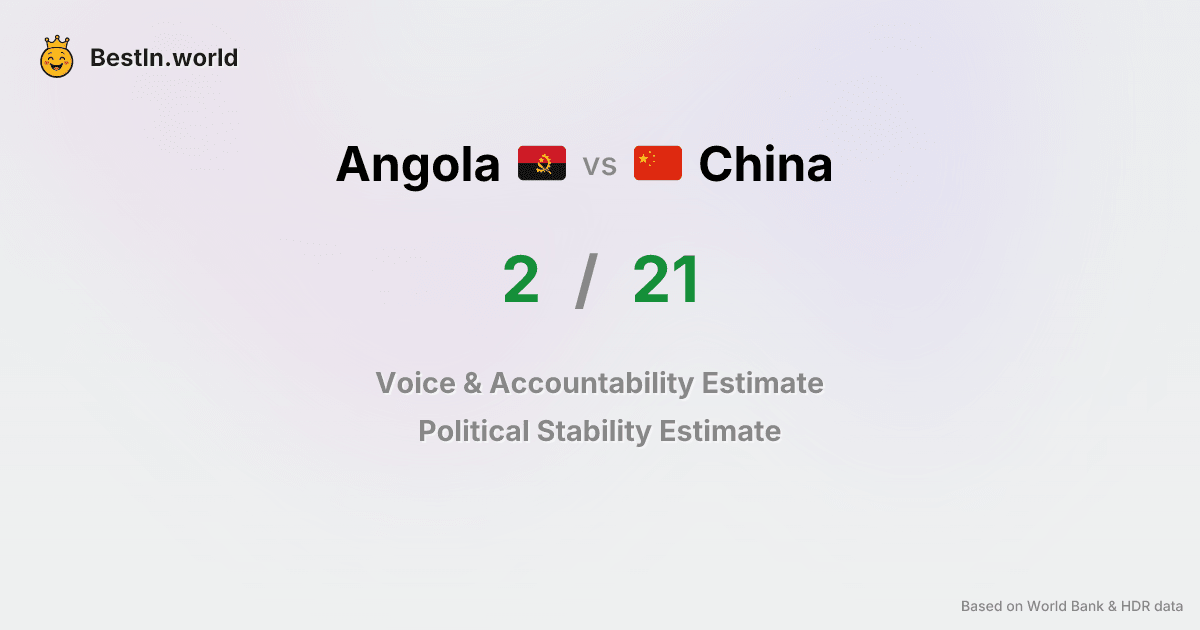 BestIn.world
Angola vs China
2 / 21
Voice & Accountability Estimate
Political Stability Estimate
Based on World Bank & HDR data